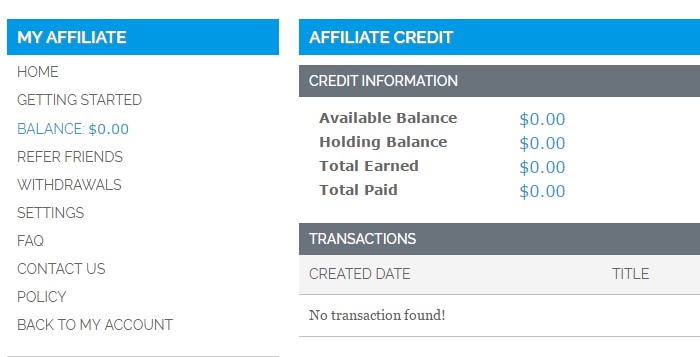 MY AFFILIATE
HOME
GETTING STARTED
BALANCE: $0.00
REFER FRIENDS
WITHDRAWALS
SETTINGS
FAQ
CONTACT US
POLICY
BACK TO MY ACCOUNT
AFFILIATE CREDIT
CREDIT INFORMATION
Available Balance $0.00
Holding Balance $0.00
Total Earned $0.00
Total Paid $0.00
TRANSACTIONS
CREATED DATE TITLE
No transaction found!